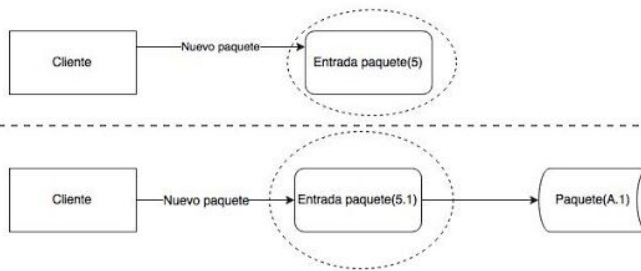 Cliente
Nuevo paquete
Entrada paquete(5)
Cliente
Nuevo paquete
Entrada paquete(5.1)
Paquete(A.1)